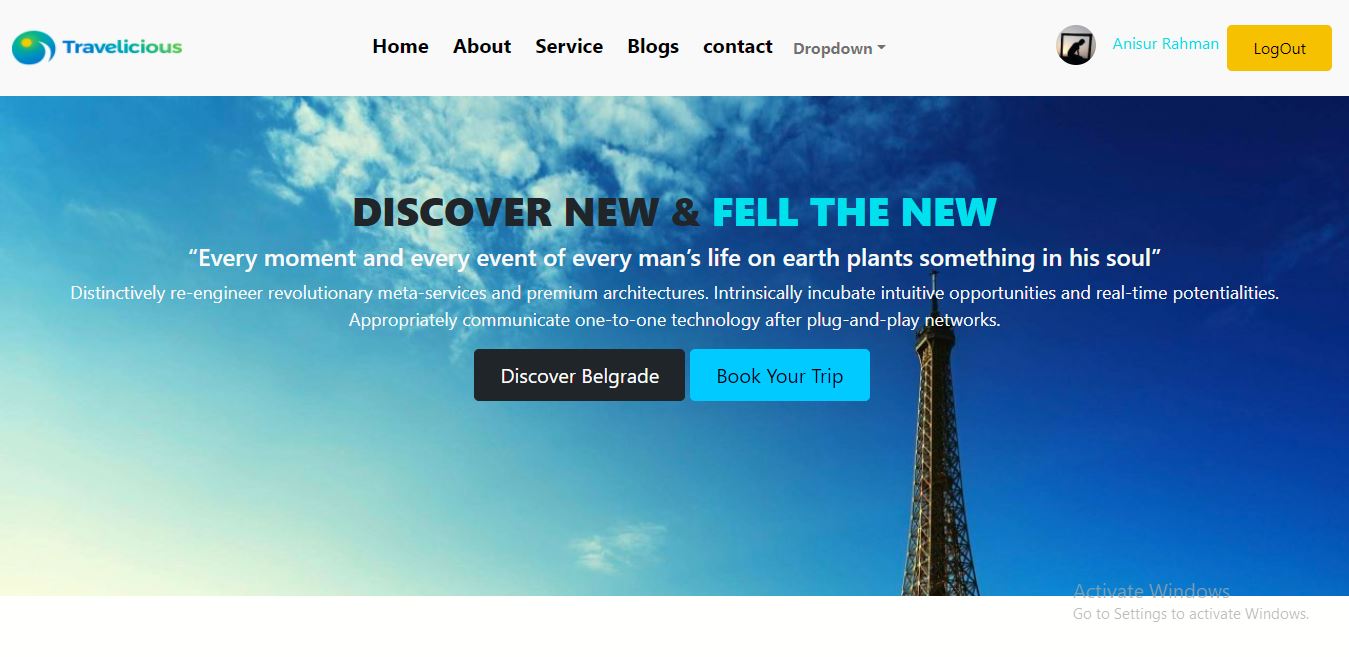 Travelicious
Home About Service Blogs contact Dropdown
Anisur Rahman
LogOut
DISCOVER NEW & FELL THE NEW
“Every moment and every event of every man’s life on earth plants something in his soul”
Distinctively re-engineer revolutionary meta-services and premium architectures. Intrinsically incubate intuitive opportunities and real-time potentialities.
Appropriately communicate one-to-one technology after plug-and-play networks.
Discover Belgrade
Book Your Trip
Activate Windows
Go to Settings to activate Windows.